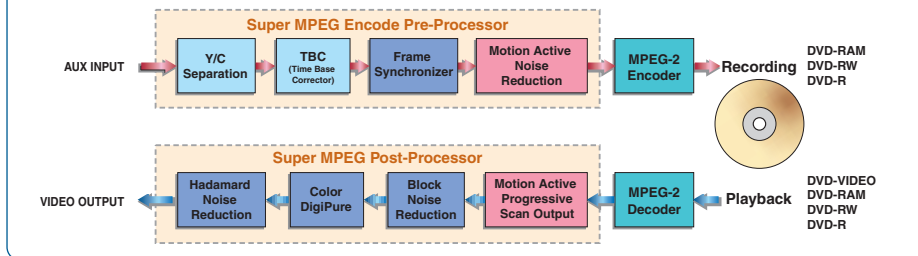 Super MPEG Encode Pre-Processor
AUX INPUT
Y/C
Separation
TBC
(Time Base
Corrector)
Frame
Synchronizer
Motion Active
Noise
Reduction
MPEG-2
Encoder
Recording
DVD-RAM
DVD-RW
DVD-R
Super MPEG Post-Processor
VIDEO OUTPUT
Hadamard
Noise
Reduction
Color
DigiPure
Block
Noise
Reduction
Motion Active
Progressive
Scan Output
MPEG-2
Decoder
Playback
DVD-VIDEO
DVD-RAM
DVD-RW
DVD-R